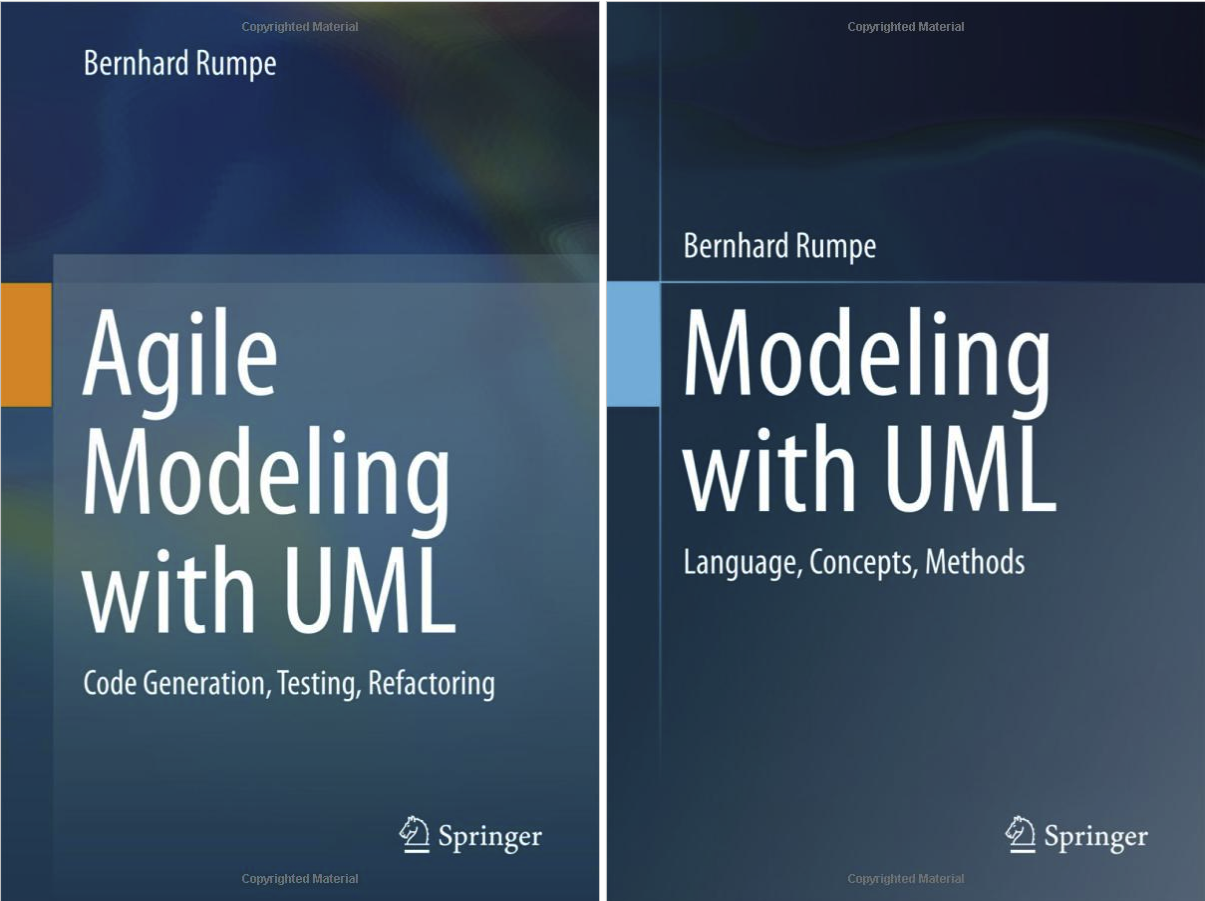 Copyrighted Material
Bernhard Rumpe
Agile
Modeling
with UML
Code Generation, Testing, Refactoring
Springer
Copyrighted Material
Copyrighted Material
Bernhard Rumpe
Modeling
with UML
Language, Concepts, Methods
Springer
Copyrighted Material